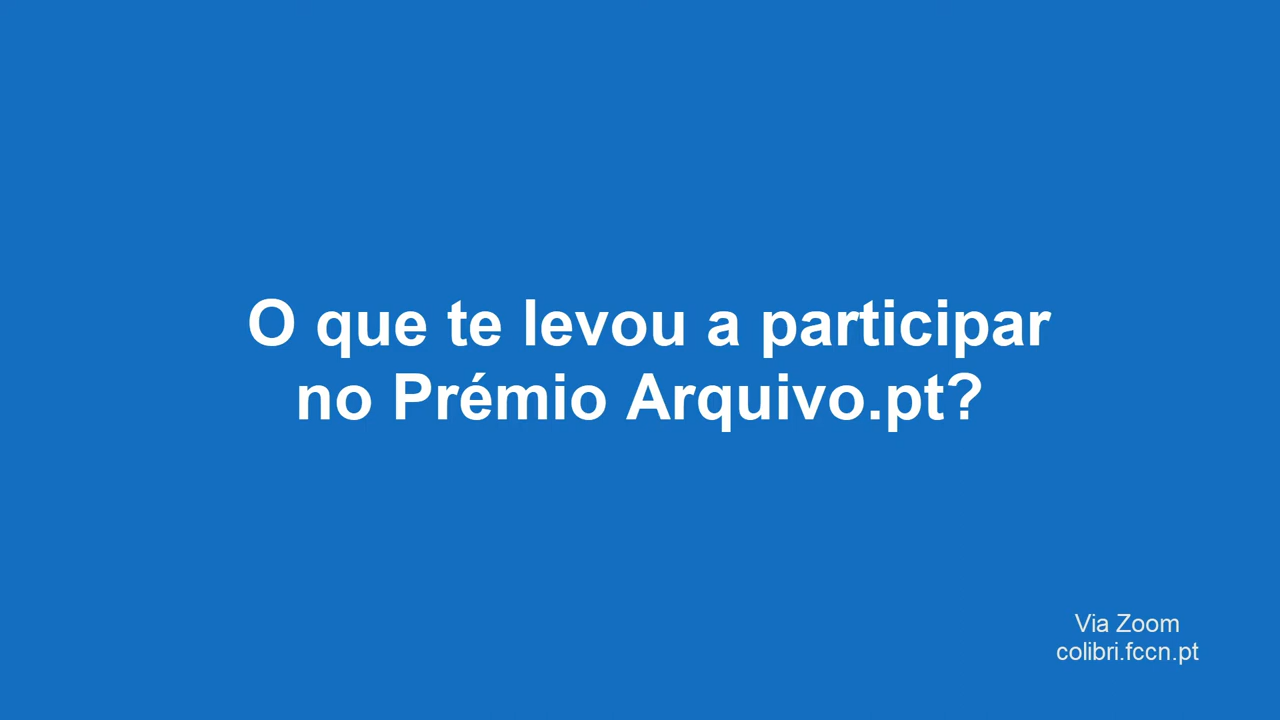 O que te levou a participar
no Prémio Arquivo.pt?
Via Zoom
colibri.fccn.pt